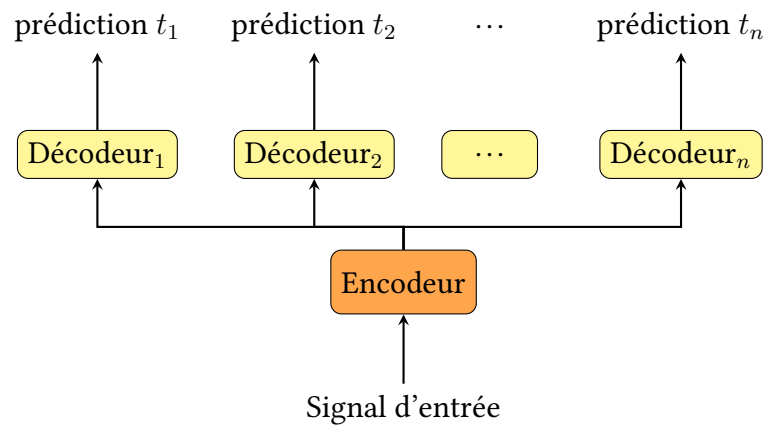 prédiction t₁ prédiction t₂ ⋯ prédiction tₙ
Décodeur₁ Décodeur₂ ⋯ Décodeurₙ
Encodeur
Signal d'entrée